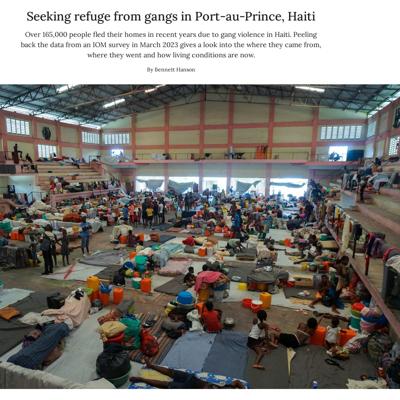 Seeking refuge from gangs in Port-au-Prince, Haiti
Over 165,000 people fled their homes in recent years due to gang violence in Haiti. Peeling
back the data from an IOM survey in March 2023 gives a look into the where they came from,
where they went and how living conditions are now.
By Bennett Hanson